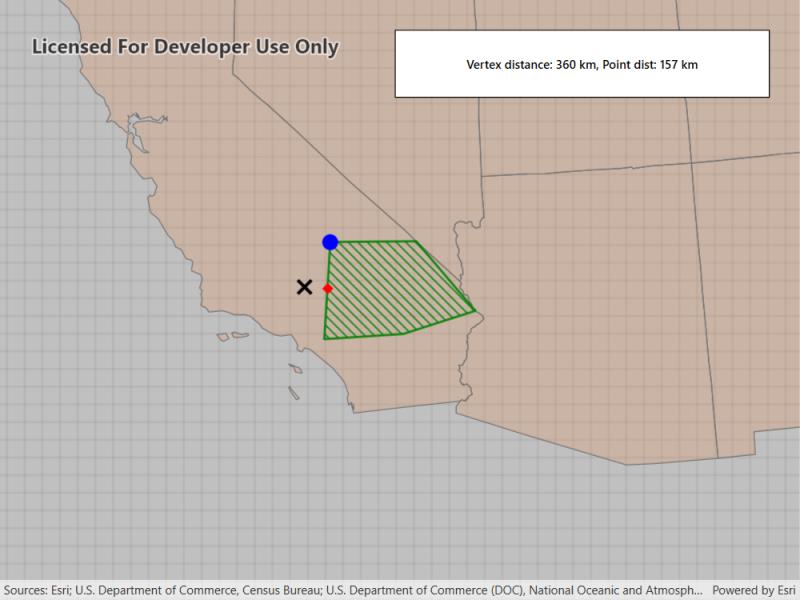 Licensed For Developer Use Only
Vertex distance: 360 km, Point dist: 157 km
Sources: Esri; U.S. Department of Commerce, Census Bureau; U.S. Department of Commerce (DOC), National Oceanic and Atmosph... Powered by Esri